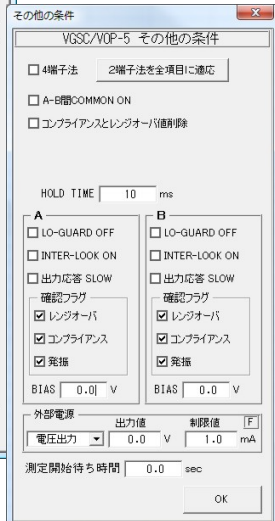 その他の条件
VGSC/VOP-5 その他の条件
4端子法 2端子法を全項目に適応
A-B間COMMON ON
コンプライアンスとレンジオーバ値削除
HOLD TIME 10 ms
A
LO-GUARD OFF
INTER-LOOK ON
出力応答 SLOW
確認フラグ
レンジオーバ
コンプライアンス
発振
BIAS 0.0 V
B
LO-GUARD OFF
INTER-LOOK ON
出力応答 SLOW
確認フラグ
レンジオーバ
コンプライアンス
発振
BIAS 0.0 V
外部電源
出力値 制限値 F
電圧出力 0.0 V 1.0 mA
測定開始待ち時間 0.0 sec
OK